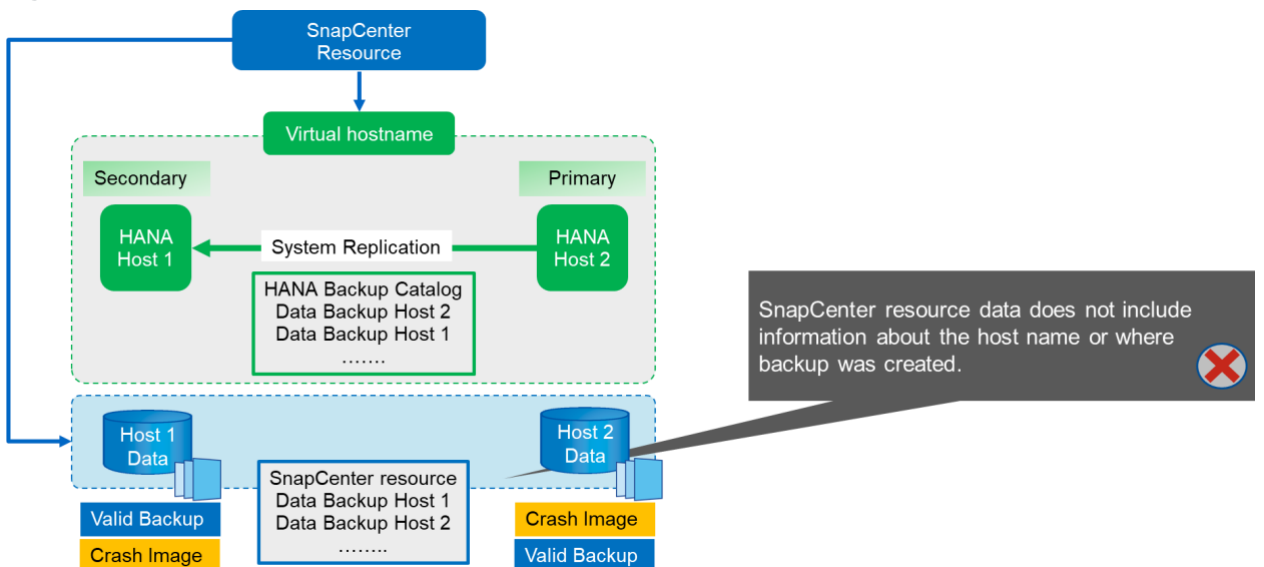 SnapCenter
Resource
Virtual hostname
Secondary
Primary
HANA
Host 1
System Replication
HANA
Host 2
HANA Backup Catalog
Data Backup Host 2
Data Backup Host 1
.......
SnapCenter resource data does not include
information about the host name or where
backup was created.
Host 1
Data
Host 2
Data
SnapCenter resource
Data Backup Host 1
Data Backup Host 2
........
Valid Backup
Crash Image
Crash Image
Valid Backup